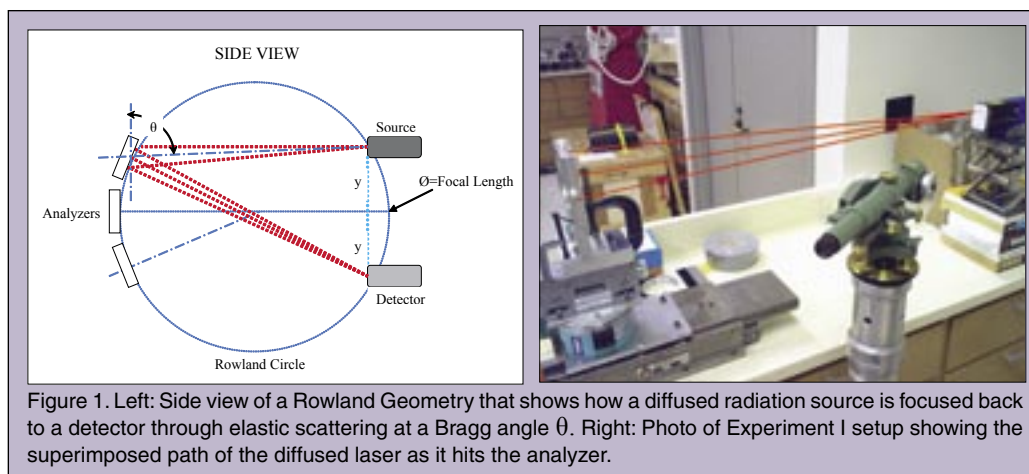 SIDE VIEW
θ
Source
y
Ø=Focal Length
Analyzers
y
Detector
Rowland Circle
Figure 1. Left: Side view of a Rowland Geometry that shows how a diffused radiation source is focused back
to a detector through elastic scattering at a Bragg angle θ. Right: Photo of Experiment I setup showing the
superimposed path of the diffused laser as it hits the analyzer.